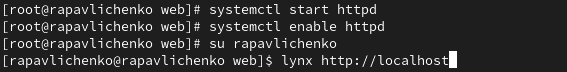 [root@rapavlichenko web]# systemctl start httpd
[root@rapavlichenko web]# systemctl enable httpd
[root@rapavlichenko web]# su rapavlichenko
[rapavlichenko@rapavlichenko web]$ lynx http://localhost